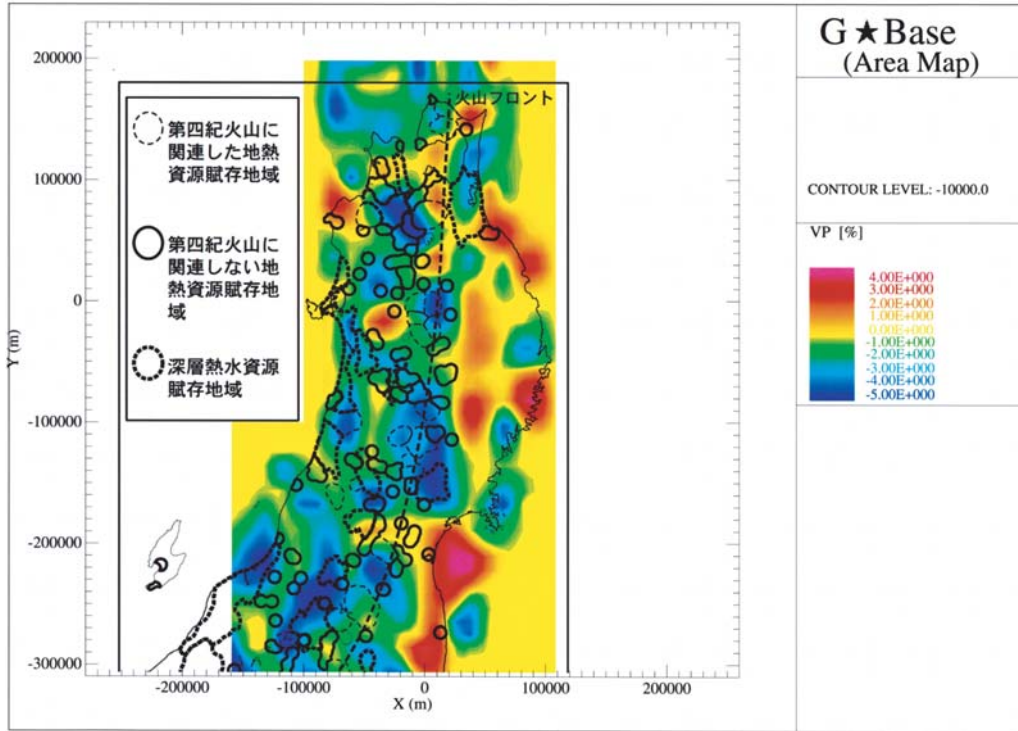 G★Base
(Area Map)
CONTOUR LEVEL: -10000.0
VP [%]
4.00E+000
3.00E+000
2.00E+000
1.00E+000
0.00E+000
-1.00E+000
-2.00E+000
-3.00E+000
-4.00E+000
-5.00E+000
火山フロント
第四紀火山に
関連した地熱
資源賦存地域
第四紀火山に
関連しない地
熱資源賦存地
域
深層熱水資源
賦存地域
Y (m)
200000
100000
0
-100000
-200000
-300000
-200000
-100000
0
100000
200000
X (m)